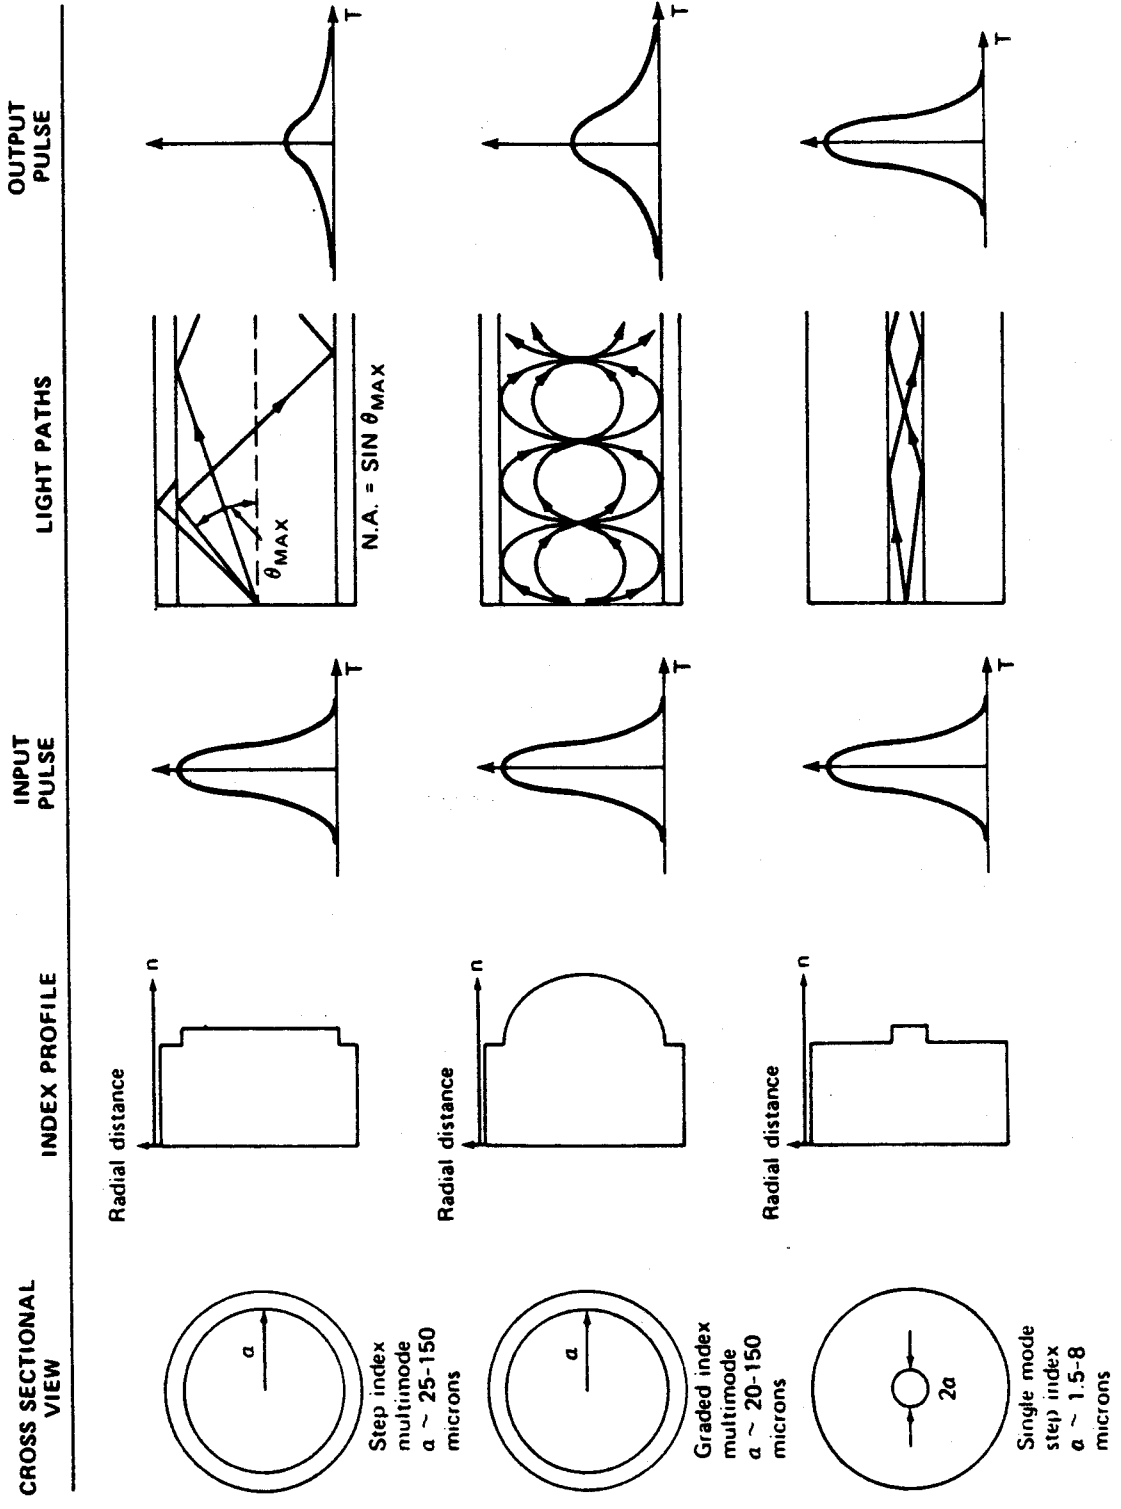 CROSS SECTIONAL
VIEW
INDEX PROFILE
INPUT
PULSE
LIGHT PATHS
OUTPUT
PULSE
a
Step index
multimode
a ~ 25-150
microns
Radial distance
n
T
θMAX
N.A. = SIN θMAX
T
a
Graded index
multimode
a ~ 20-150
microns
Radial distance
n
T
T
2a
Single mode
step index
a ~ 1.5-8
microns
Radial distance
n
T
T